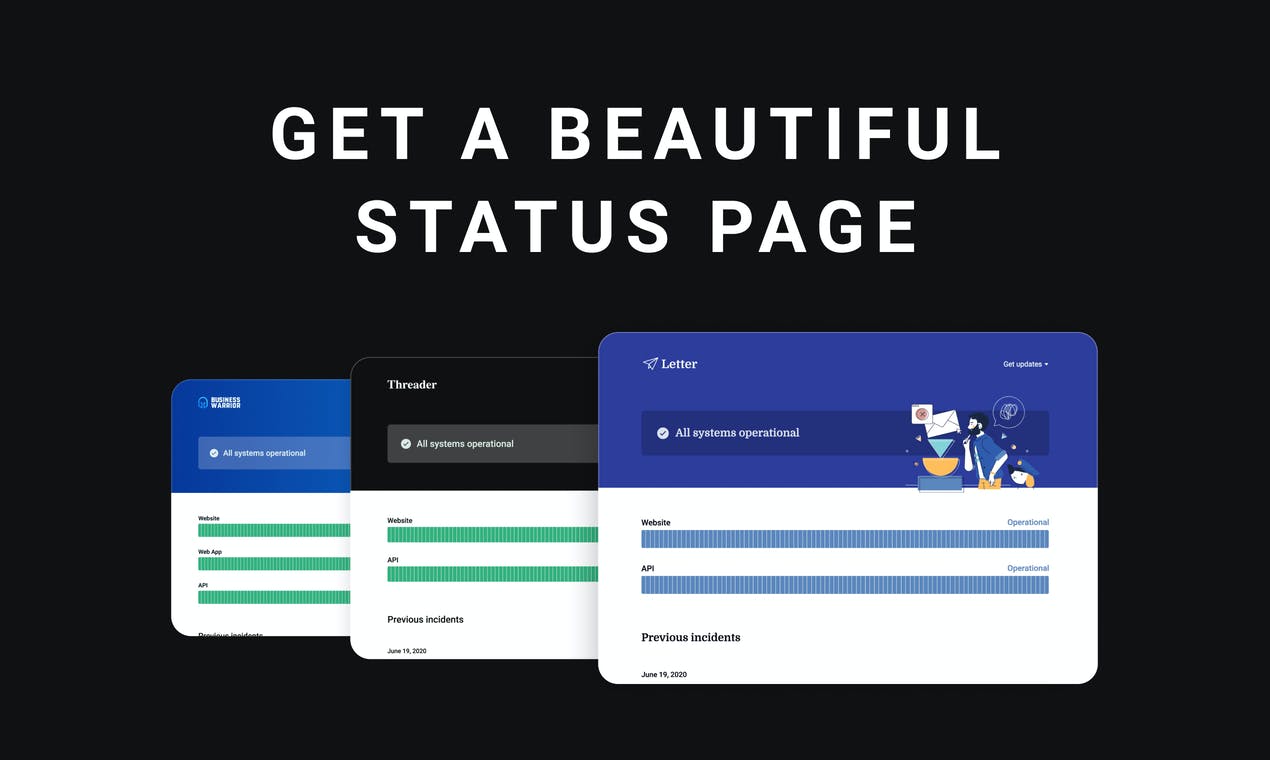 GET A BEAUTIFUL
STATUS PAGE
BUSINESS
WARRIOR
All systems operational
Website
Web App
API
Previous incidents
Threader
All systems operational
Website
API
Previous incidents
June 19, 2020
Letter
Get updates
All systems operational
Website
Operational
API
Operational
Previous incidents
June 19, 2020